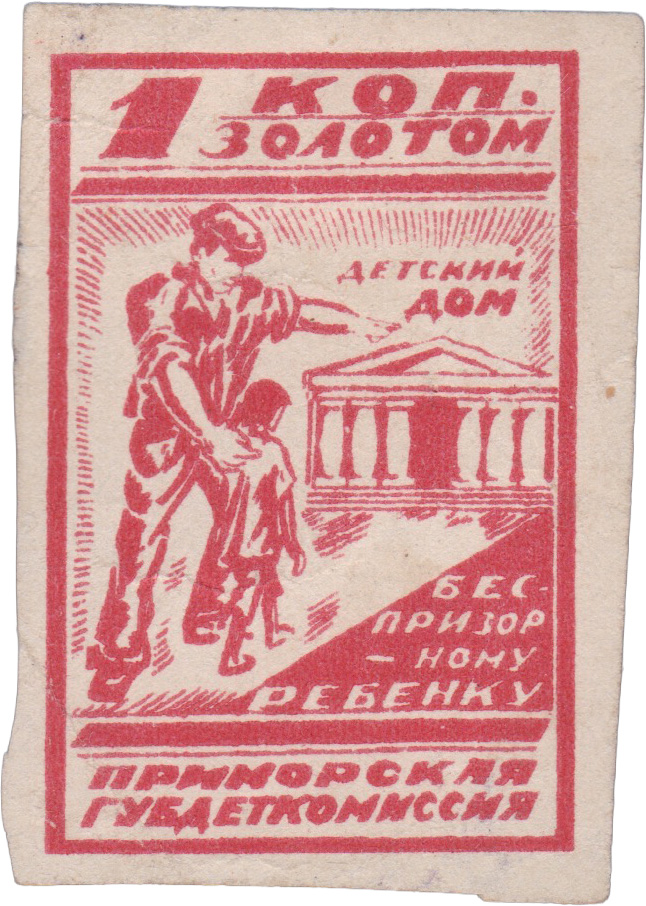 1 КОП.
ЗОЛОТОМ
ДЕТСКИЙ
ДОМ
БЕС-
ПРИЗОР
- НОМУ
РЕБЕНКУ
ПРИМОРСКАЯ
ГУБДЕТКОМИССИЯ